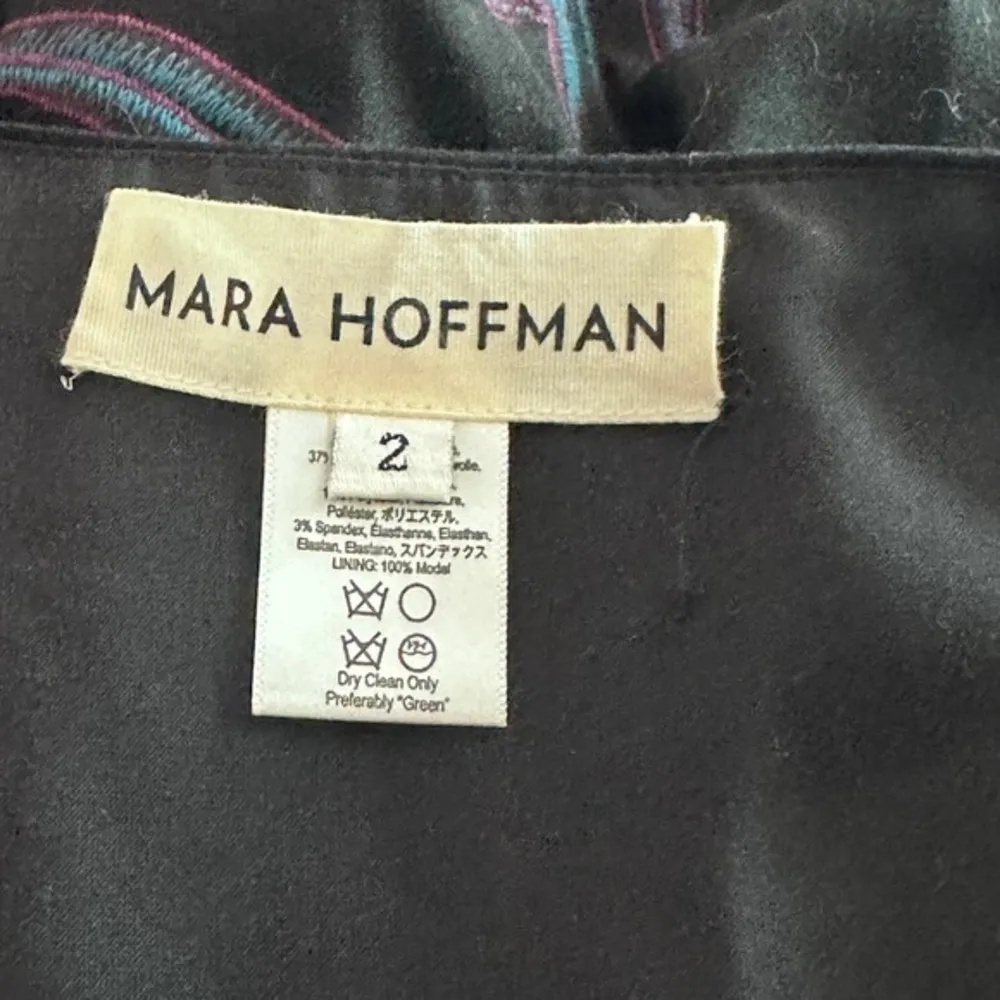 MARA HOFFMAN
2
37%
Poliéster, ポリエステル,
3% Spandex, Élasthanne, Elasthan,
Elastan, Elastano, スパンデックス
LINING: 100% Modal
Dry Clean Only
Preferably "Green"